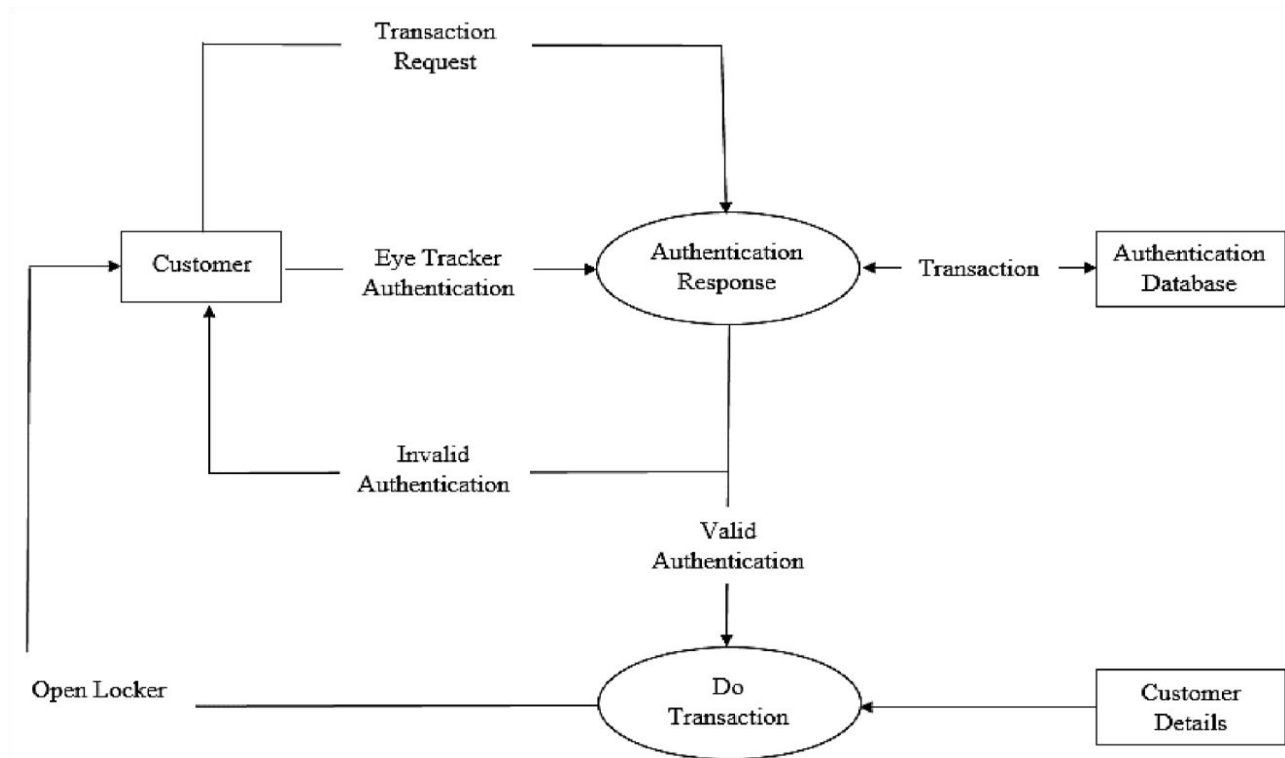 Transaction
Request
Customer
Eye Tracker
Authentication
Authentication
Response
Transaction
Authentication
Database
Invalid
Authentication
Valid
Authentication
Open Locker
Do
Transaction
Customer
Details